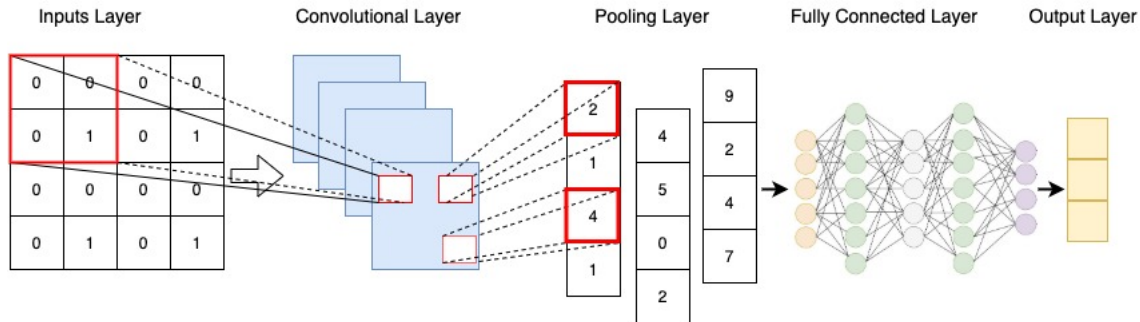 Inputs Layer
Convolutional Layer
Pooling Layer
Fully Connected Layer
Output Layer
0 0 0 0
0 1 0 1
0 0 0 0
0 1 0 1
2
1
4
1
4
5
0
2
9
2
4
7